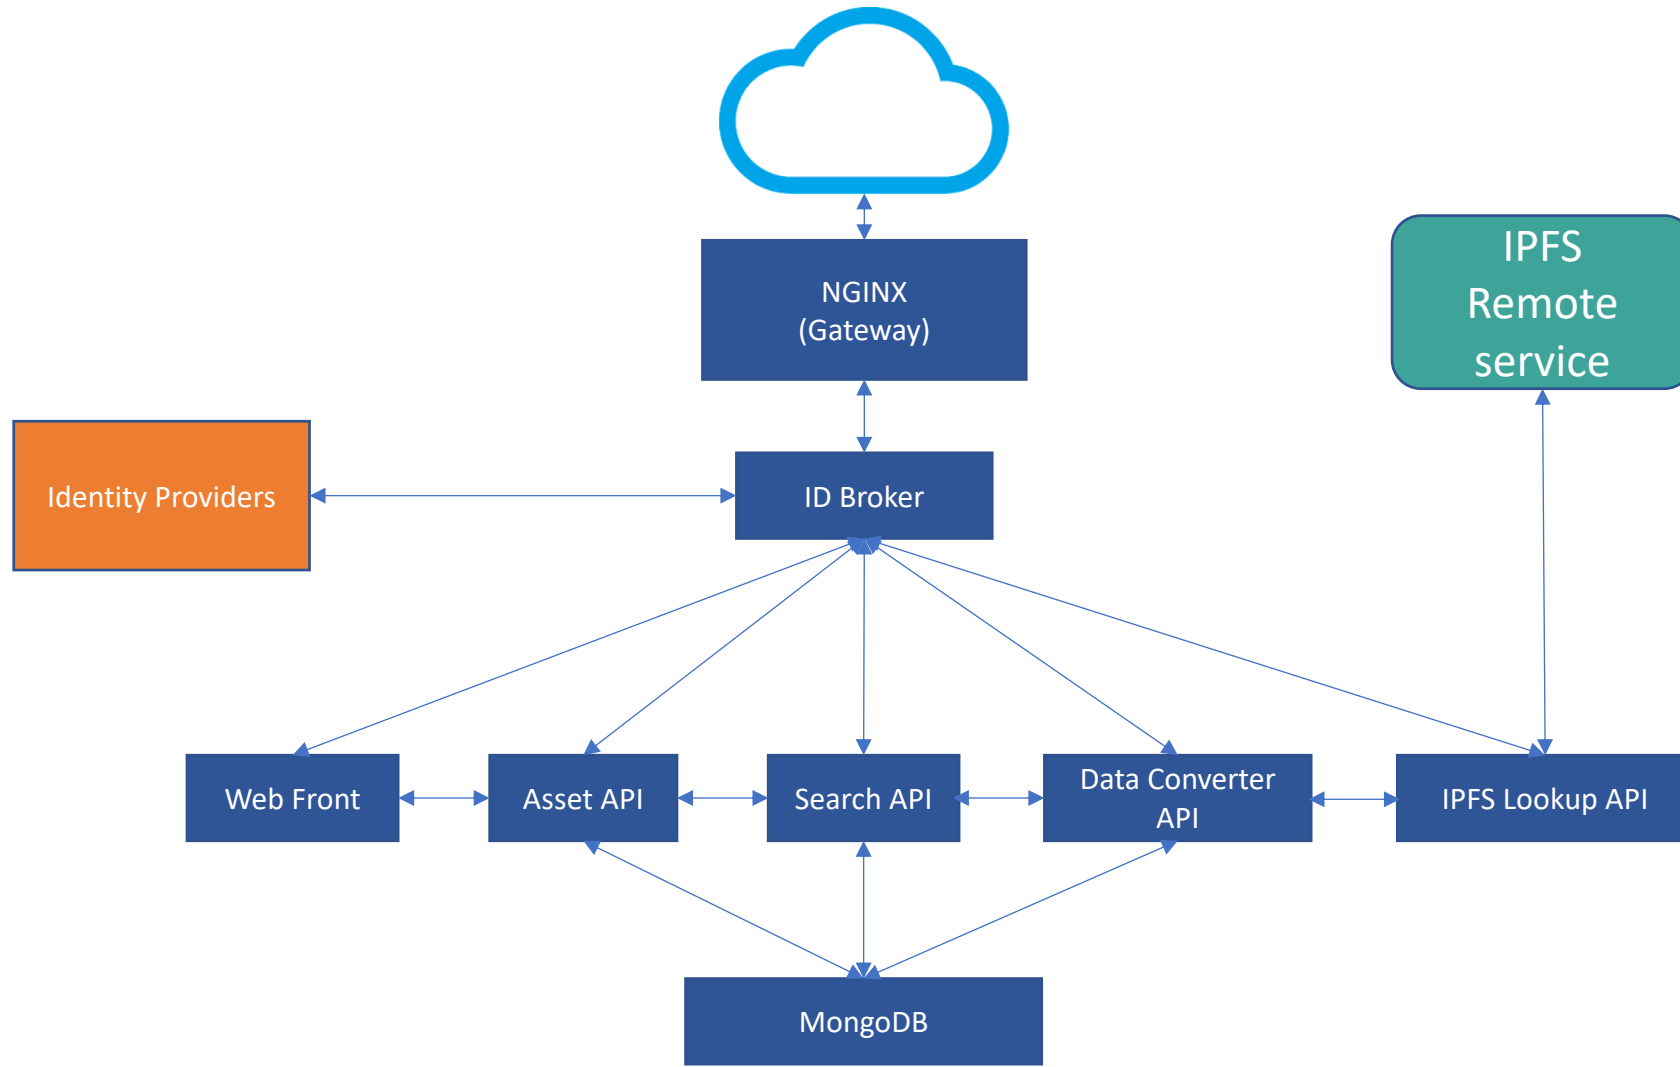 NGINX
(Gateway)
IPFS
Remote
service
Identity Providers
ID Broker
Web Front
Asset API
Search API
Data Converter
API
IPFS Lookup API
MongoDB